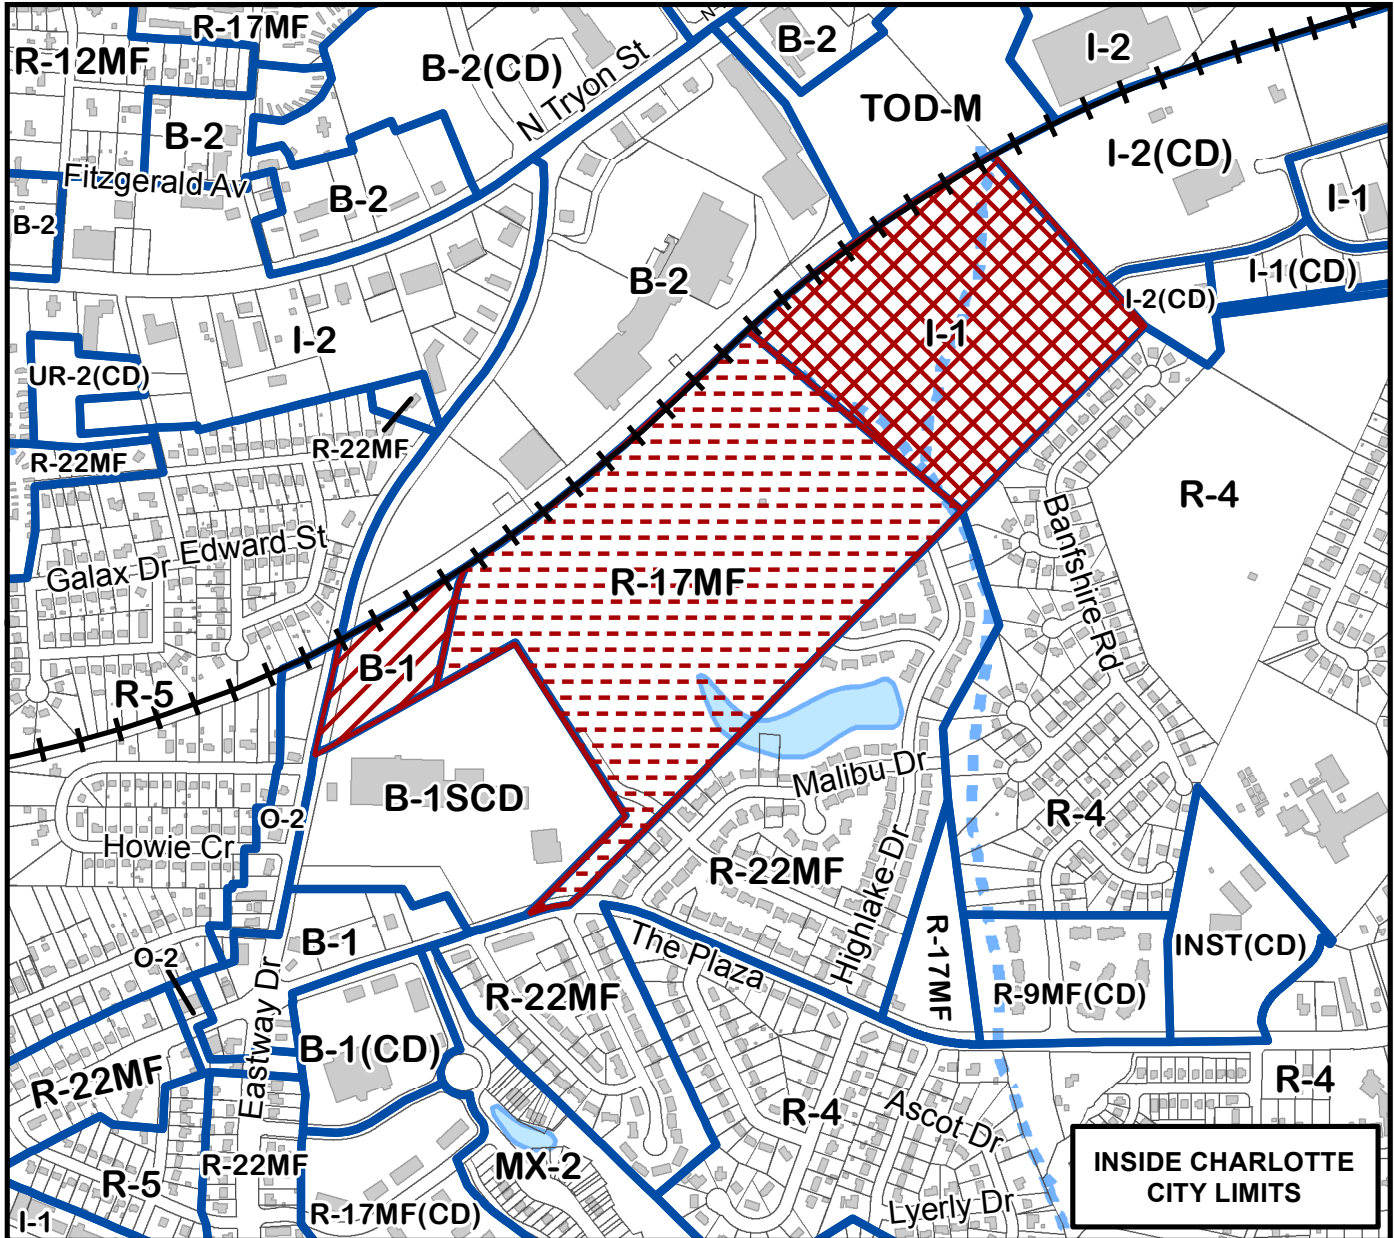 R-17MF
R-12MF
B-2(CD)
N Tryon St
N-
B-2
I-2
TOD-M
B-2
I-2(CD)
Fitzgerald Av
B-2
I-1
B-2
B-2
I-1(CD)
I-2(CD)
I-2
I-1
UR-2(CD)
R-22MF
R-22MF
R-4
Galax Dr
Edward St
Banfshire Rd
R-17MF
B-1
R-5
Malibu Dr
B-1SCD
O-2
R-4
Howie Cr
R-22MF
Highlake Dr
B-1
The Plaza
R-17MF
INST(CD)
O-2
R-22MF
R-9MF(CD)
Eastway Dr
B-1(CD)
R-22MF
R-4
R-4
Ascot Dr
R-5
R-22MF
MX-2
INSIDE CHARLOTTE
CITY LIMITS
I-1
R-17MF(CD)
Lyerly Dr